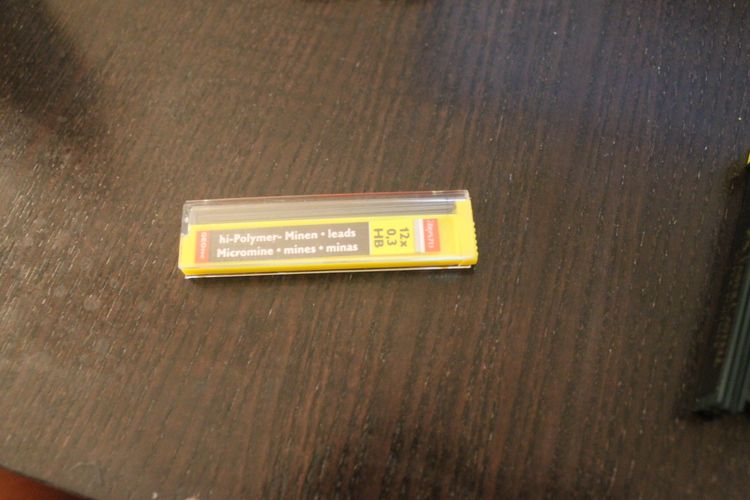 hi-Polymer- Minen • leads
Micromine • mines • minas
12x
0,3
HB